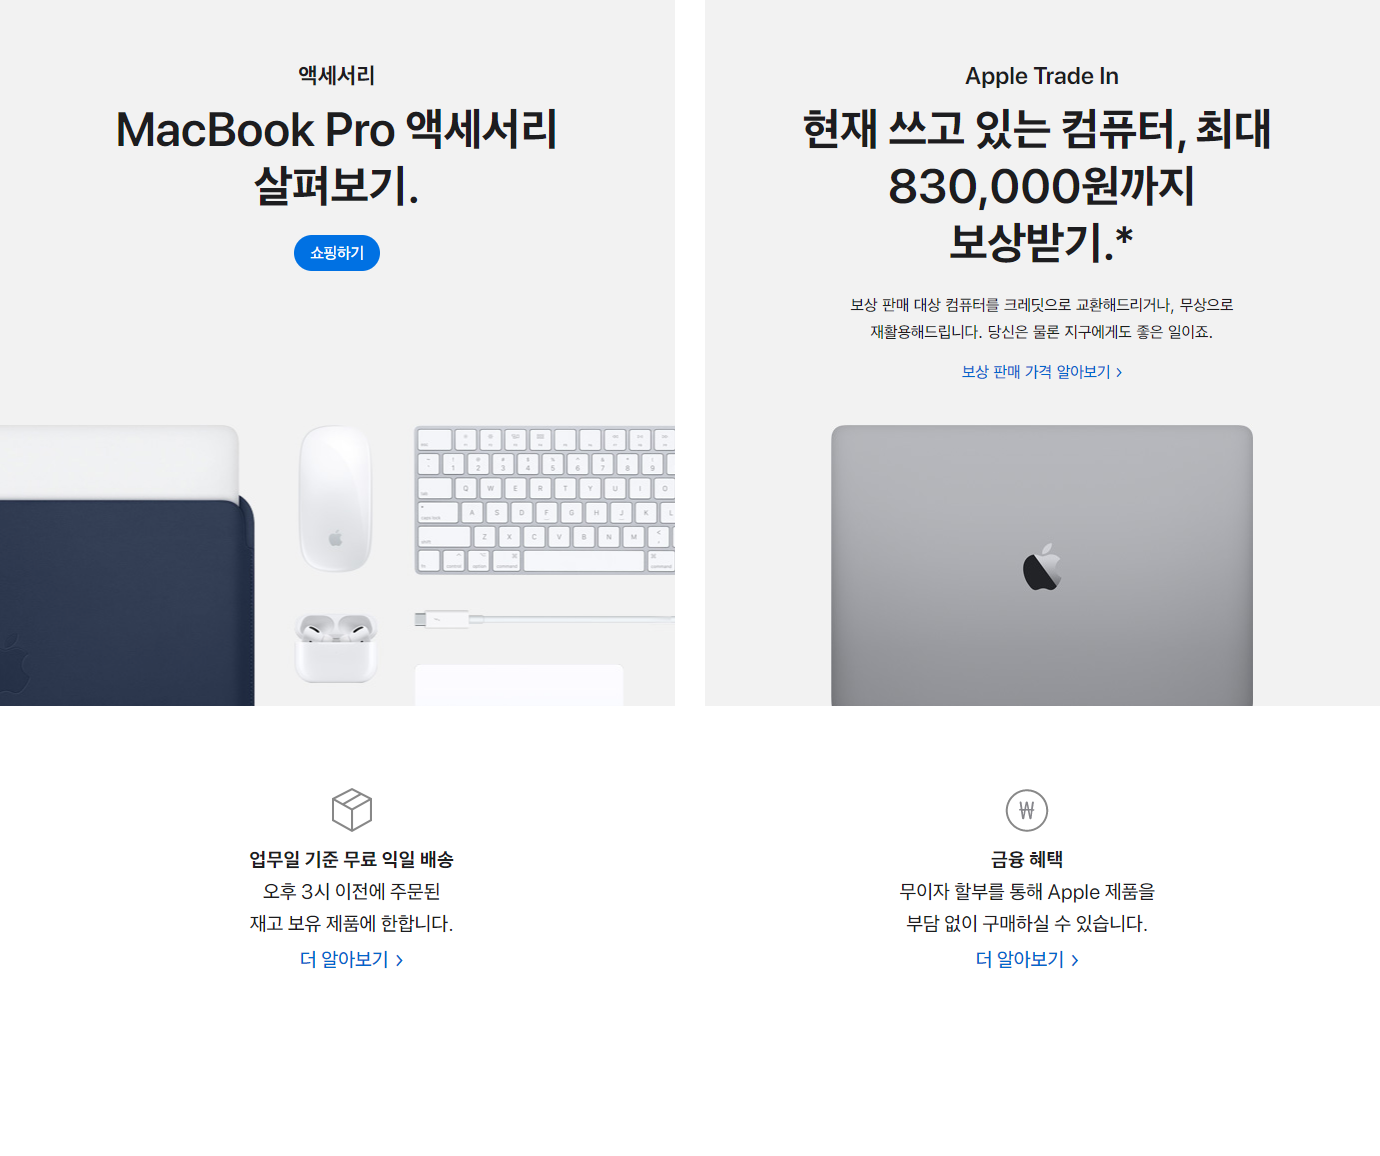 액세서리
MacBook Pro 액세서리
살펴보기.
쇼핑하기
Apple Trade In
현재 쓰고 있는 컴퓨터, 최대
830,000원까지
보상받기.*
보상 판매 대상 컴퓨터를 크레딧으로 교환해드리거나, 무상으로
재활용해드립니다. 당신은 물론 지구에게도 좋은 일이죠.
보상 판매 가격 알아보기 >
업무일 기준 무료 익일 배송
오후 3시 이전에 주문된
재고 보유 제품에 한합니다.
더 알아보기 >
금융 혜택
무이자 할부를 통해 Apple 제품을
부담 없이 구매하실 수 있습니다.
더 알아보기 >